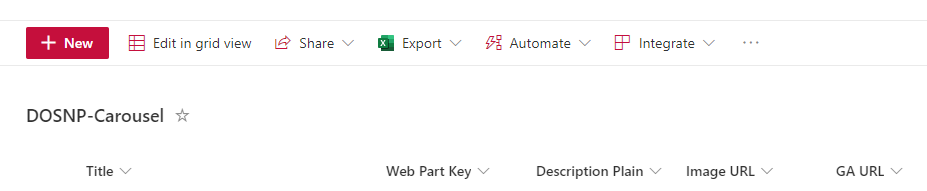 + New Edit in grid view Share Export Automate Integrate ...
DOSNP-Carousel
Title Web Part Key Description Plain Image URL GA URL